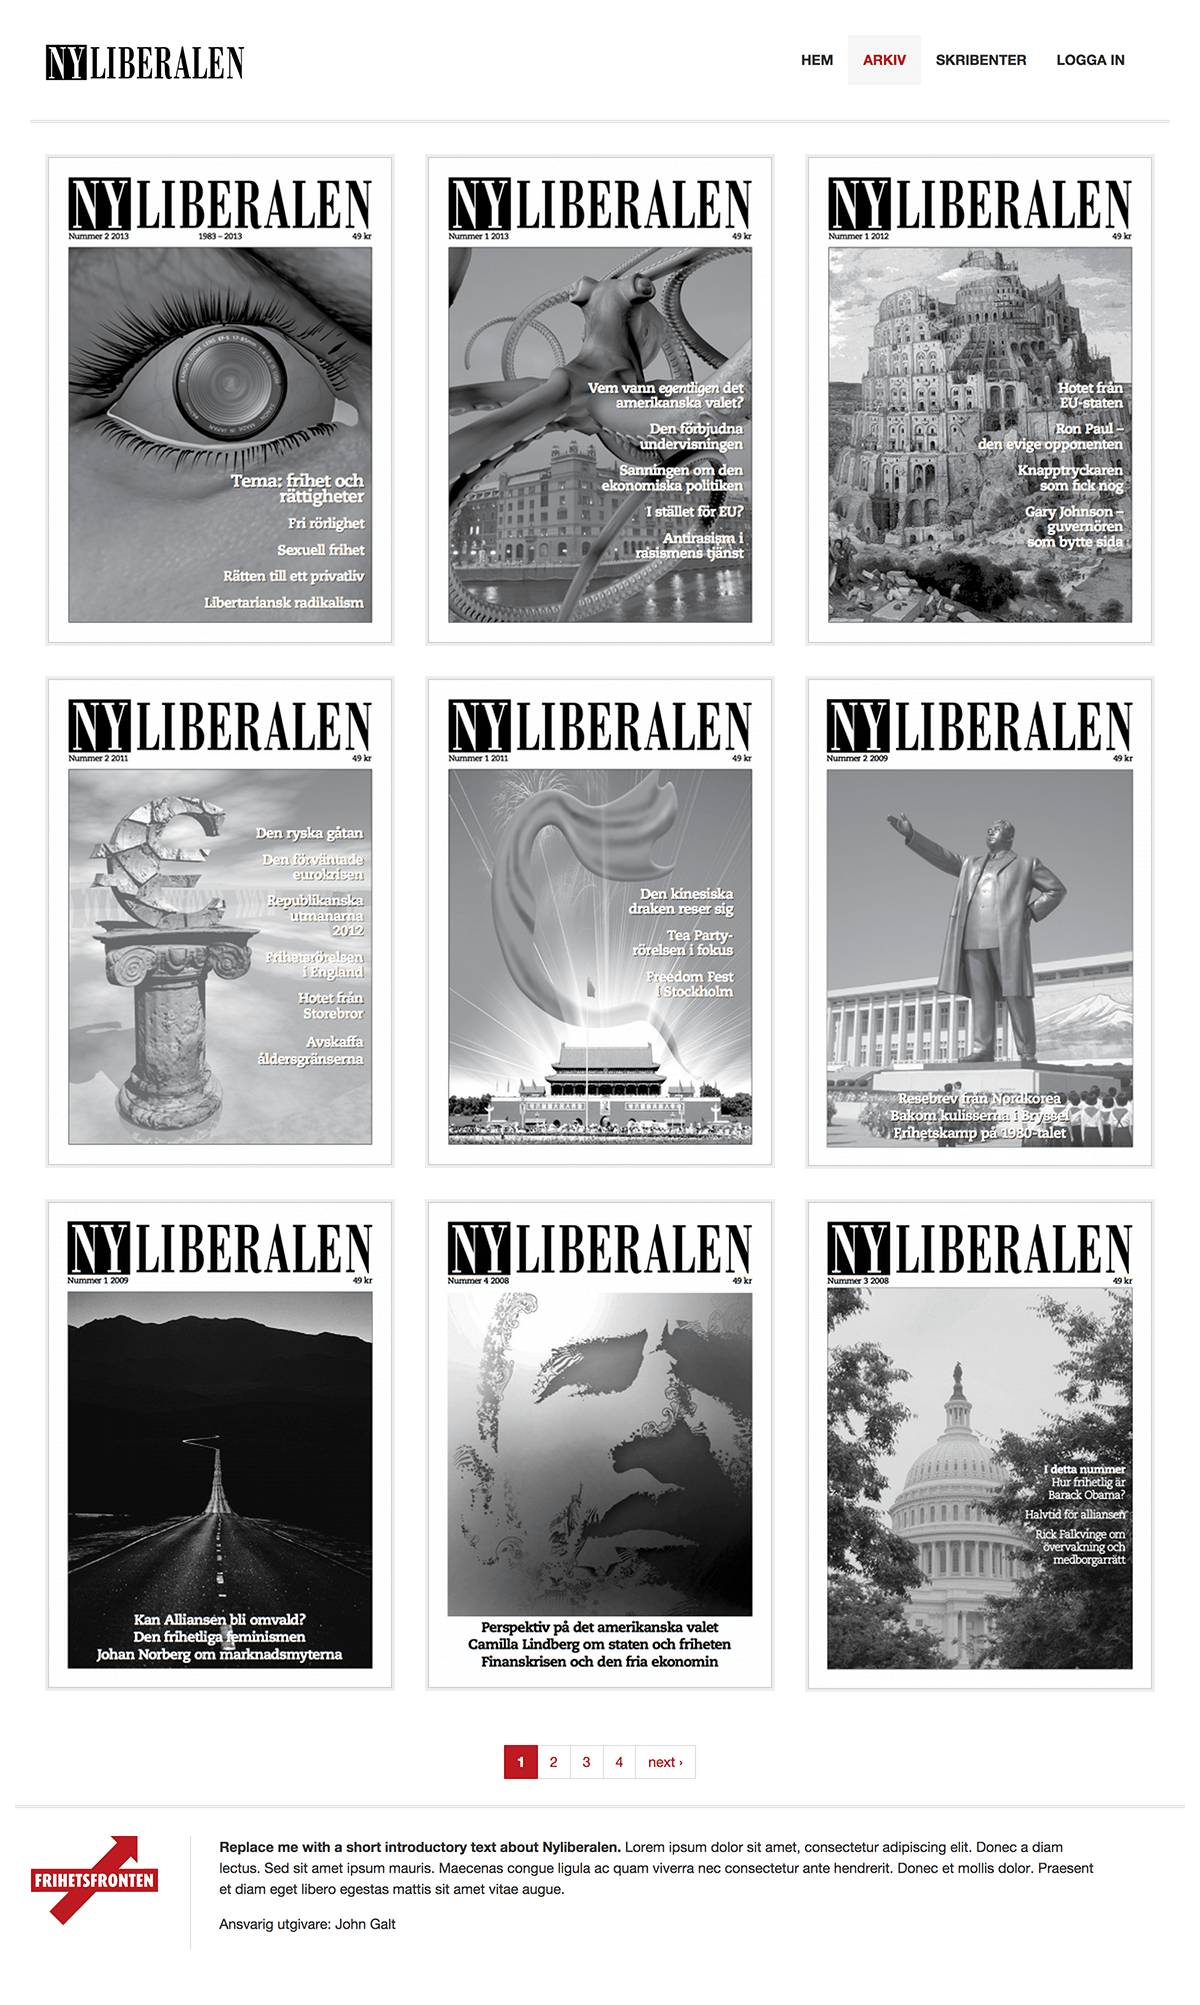 NYLIBERALEN
HEM
ARKIV
SKRIBENTER
LOGGA IN
NYLIBERALEN
Nummer 2 2013
1983 – 2013
49 kr
Tema: frihet och
rättigheter
Fri rörlighet
Sexuell frihet
Rätten till ett privatliv
Libertariansk radikalism
NYLIBERALEN
Nummer 1 2013
49 kr
Vem vann egentligen det
amerikanska valet?
Den förbjudna
undervisningen
Sanningen om den
ekonomiska politiken
I stället för EU?
Antirasism i
rasismens tjänst
NYLIBERALEN
Nummer 1 2012
49 kr
Hotet från
EU-staten
Ron Paul –
den evige opponenten
Knapptryckaren
som fick nog
Gary Johnson –
guvernören
som bytte sida
NYLIBERALEN
Nummer 2 2011
49 kr
Den ryska gåtan
Den förväntade
eurokrisen
Republikanska
utmanarna
2012
Frihetsrörelsen
i England
Hotet från
Storebror
Avskaffa
åldersgränserna
NYLIBERALEN
Nummer 1 2011
49 kr
Den kinesiska
draken reser sig
Tea Party-
rörelsen i fokus
Freedom Fest
i Stockholm
NYLIBERALEN
Nummer 2 2009
49 kr
Resebrev från Nordkorea
Bakom kulisserna i Bryssel
Frihetskamp på 1980-talet
NYLIBERALEN
Nummer 1 2009
49 kr
Kan Alliansen bli omvald?
Den frihetliga feminismen
Johan Norberg om marknadsmyterna
NYLIBERALEN
Nummer 4 2008
49 kr
Perspektiv på det amerikanska valet
Camilla Lindberg om staten och friheten
Finanskrisen och den fria ekonomin
NYLIBERALEN
Nummer 3 2008
49 kr
I detta nummer
Hur frihetlig är
Barack Obama?
Halvtid för alliansen
Rick Falkvinge om
övervakning och
medborgarrätt
1
2
3
4
next ›
FRIHETSFRONTEN
Replace me with a short introductory text about Nyliberalen. Lorem ipsum dolor sit amet, consectetur adipiscing elit. Donec a diam
lectus. Sed sit amet ipsum mauris. Maecenas congue ligula ac quam viverra nec consectetur ante hendrerit. Donec et mollis dolor. Praesent
et diam eget libero egestas mattis sit amet vitae augue.
Ansvarig utgivare: John Galt